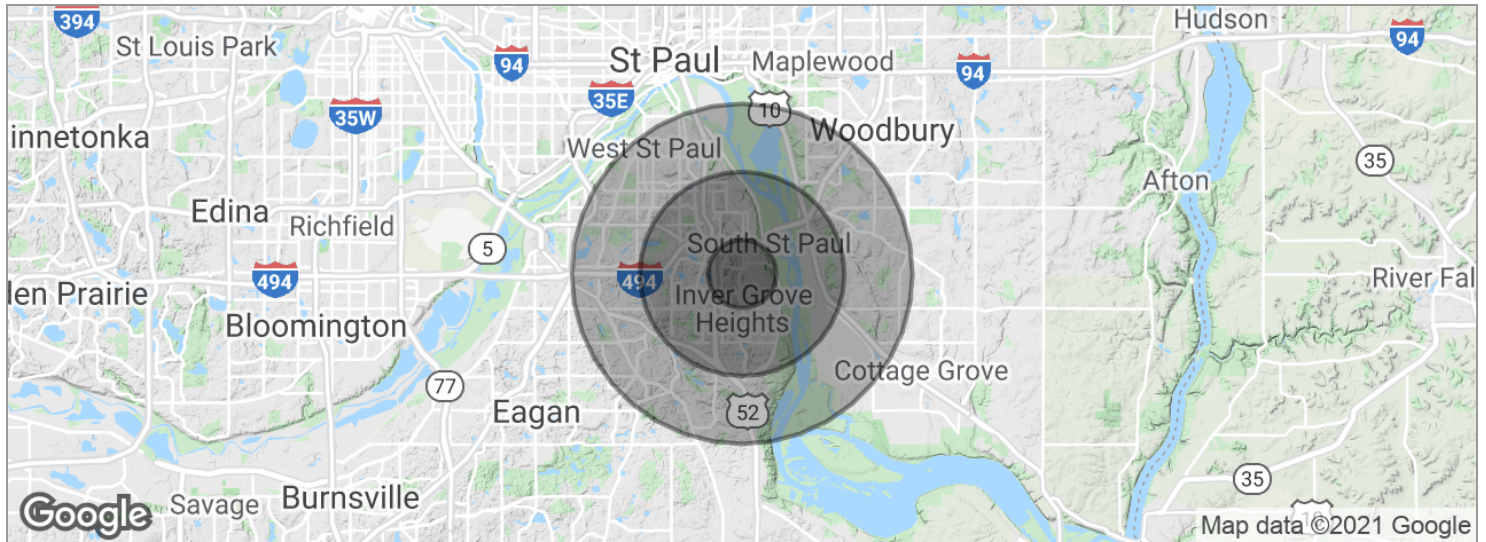 394
St Louis Park
35W
94
35E
St Paul
Maplewood
94
Hudson
94
innetonka
10
Woodbury
West St Paul
35
Afton
Edina
Richfield
5
South St Paul
494
494
Inver Grove
Heights
River Fal
len Prairie
Bloomington
77
Cottage Grove
Eagan
52
35
Savage
Burnsville
Google
Map data ©2021 Google